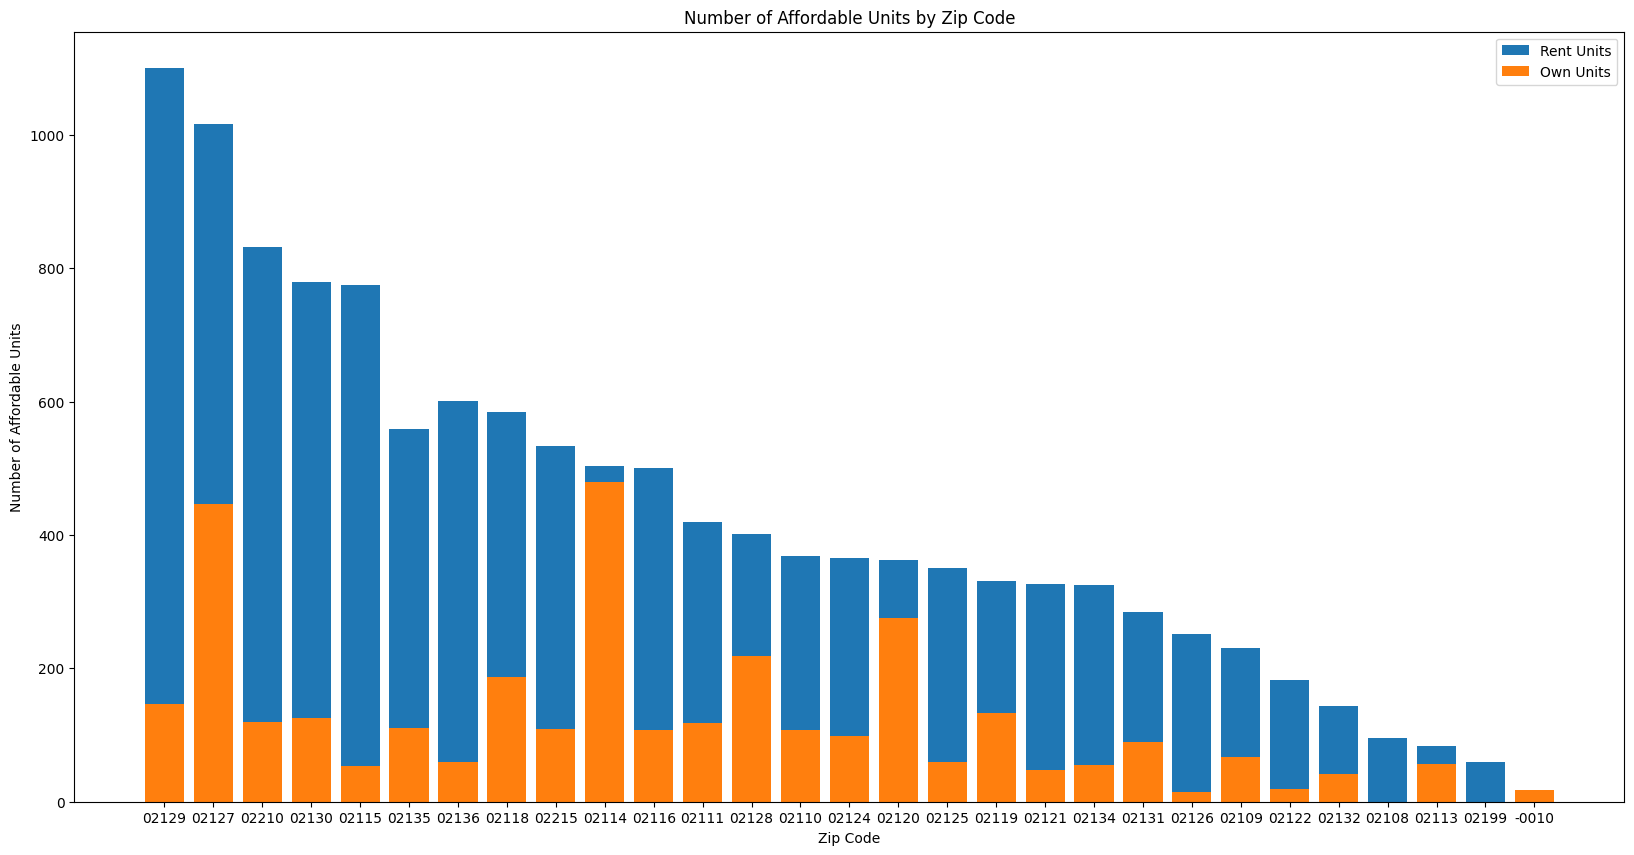 Number of Affordable Units by Zip Code
Rent Units
Own Units
Number of Affordable Units
1000
800
600
400
200
0
02129 02127 02210 02130 02115 02135 02136 02118 02215 02114 02116 02111 02128 02110 02124 02120 02125 02119 02121 02134 02131 02126 02109 02122 02132 02108 02113 02199 -0010
Zip Code